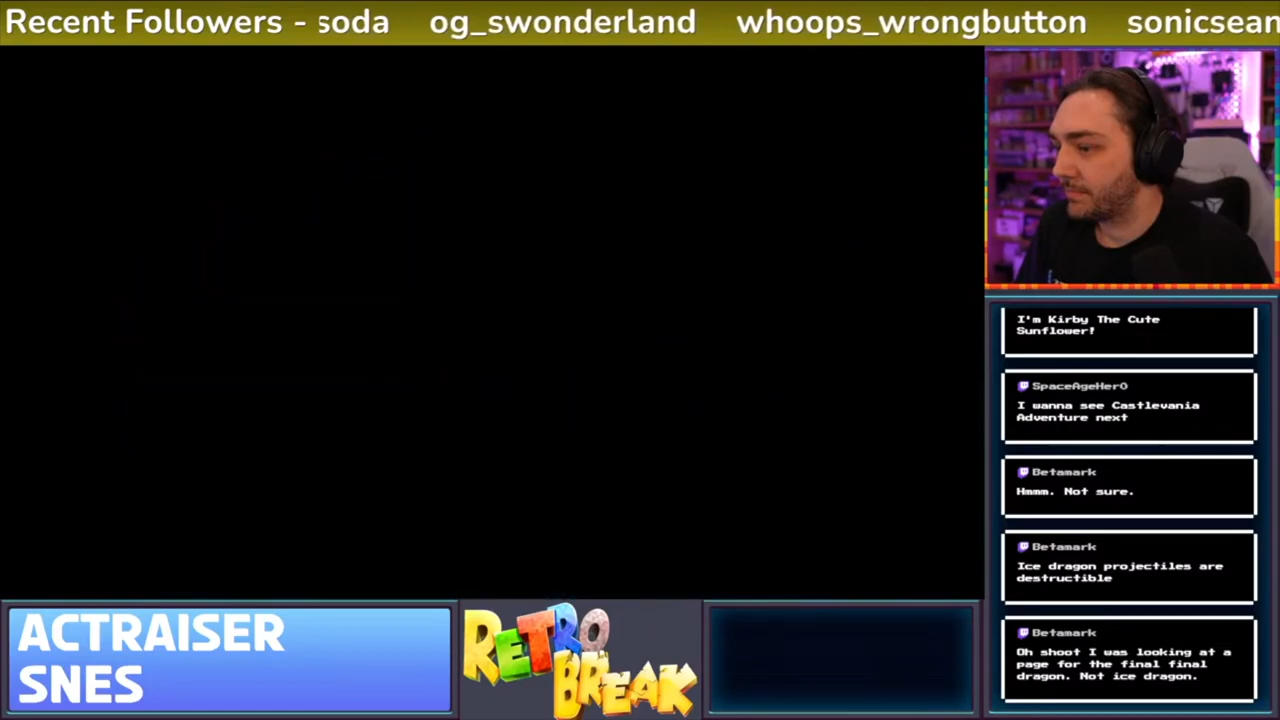 Recent Followers - soda og_swonderland whoops_wrongbutton sonicsean
I'm Kirby The Cute
Sunflower!
SpaceAgeHer0
I wanna see Castlevania
Adventure next
Betamark
Hmmm. Not sure.
Betamark
Ice dragon projectiles are
destructible
Betamark
Oh shoot I was looking at a
page for the final final
dragon. Not ice dragon.
ACTRAISER
SNES
RETRO
BREAK